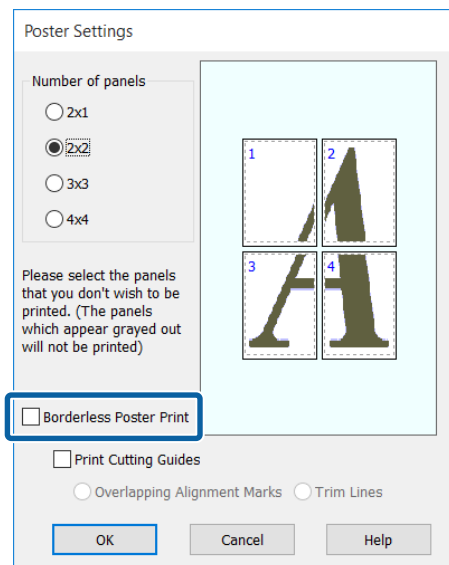 Poster Settings
Number of panels
2x1
2x2
3x3
4x4
1
2
3
4
Please select the panels
that you don't wish to be
printed. (The panels
which appear grayed out
will not be printed)
Borderless Poster Print
Print Cutting Guides
Overlapping Alignment Marks Trim Lines
OK Cancel Help